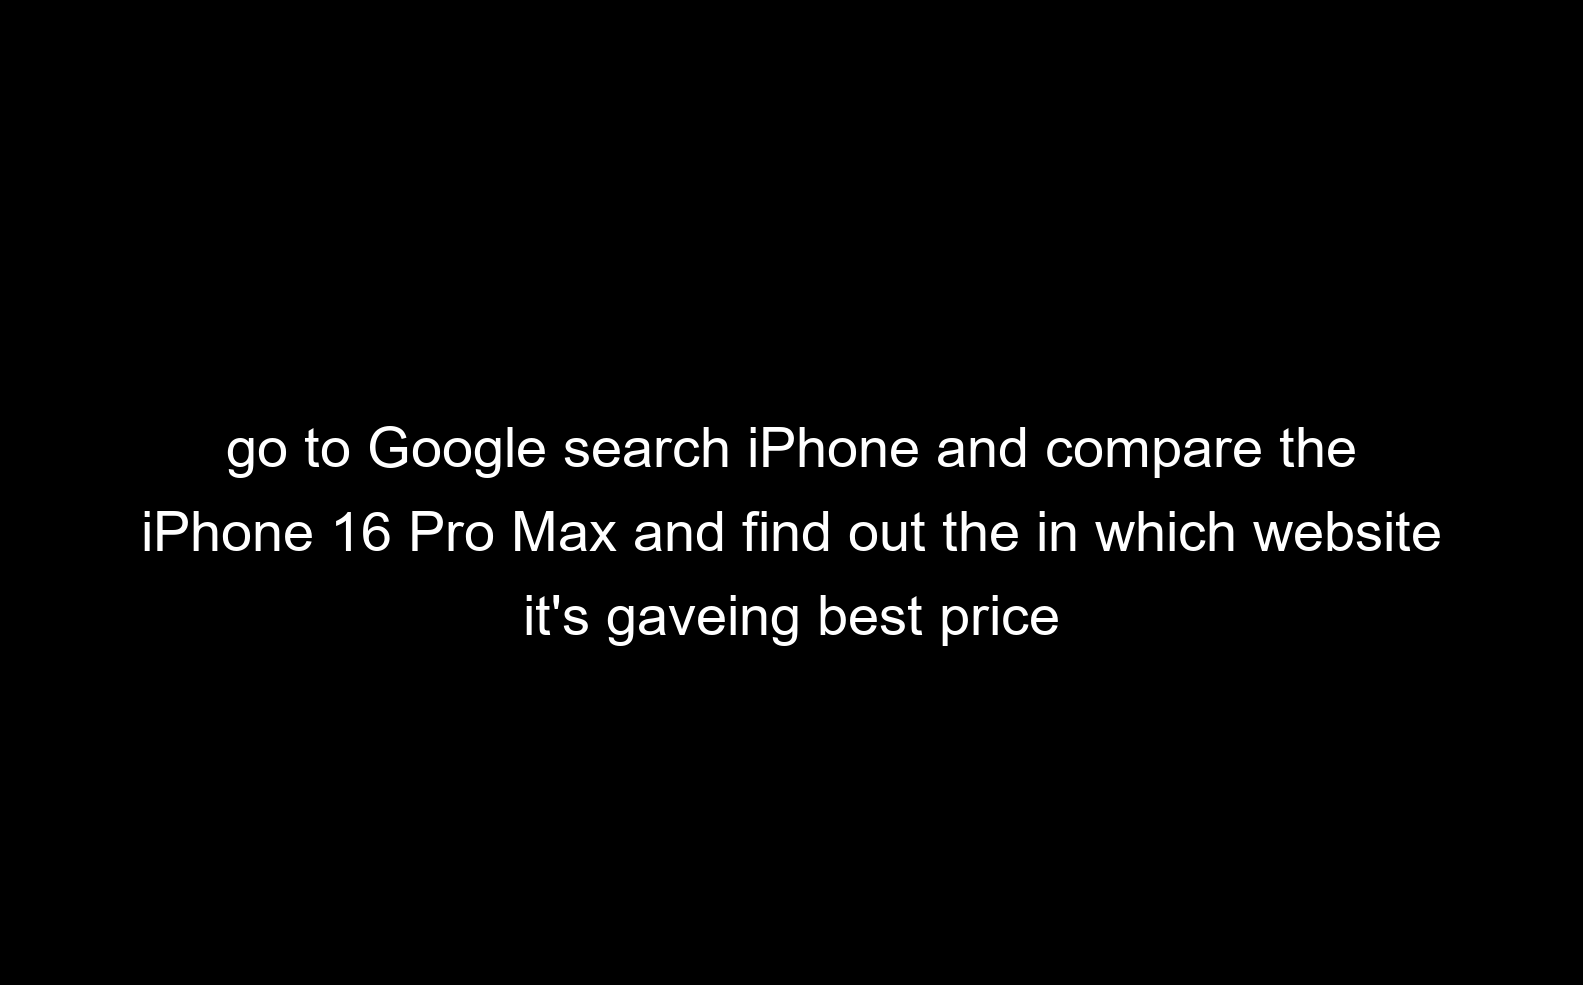 go to Google search iPhone and compare the
iPhone 16 Pro Max and find out the in which website
it's gaveing best price